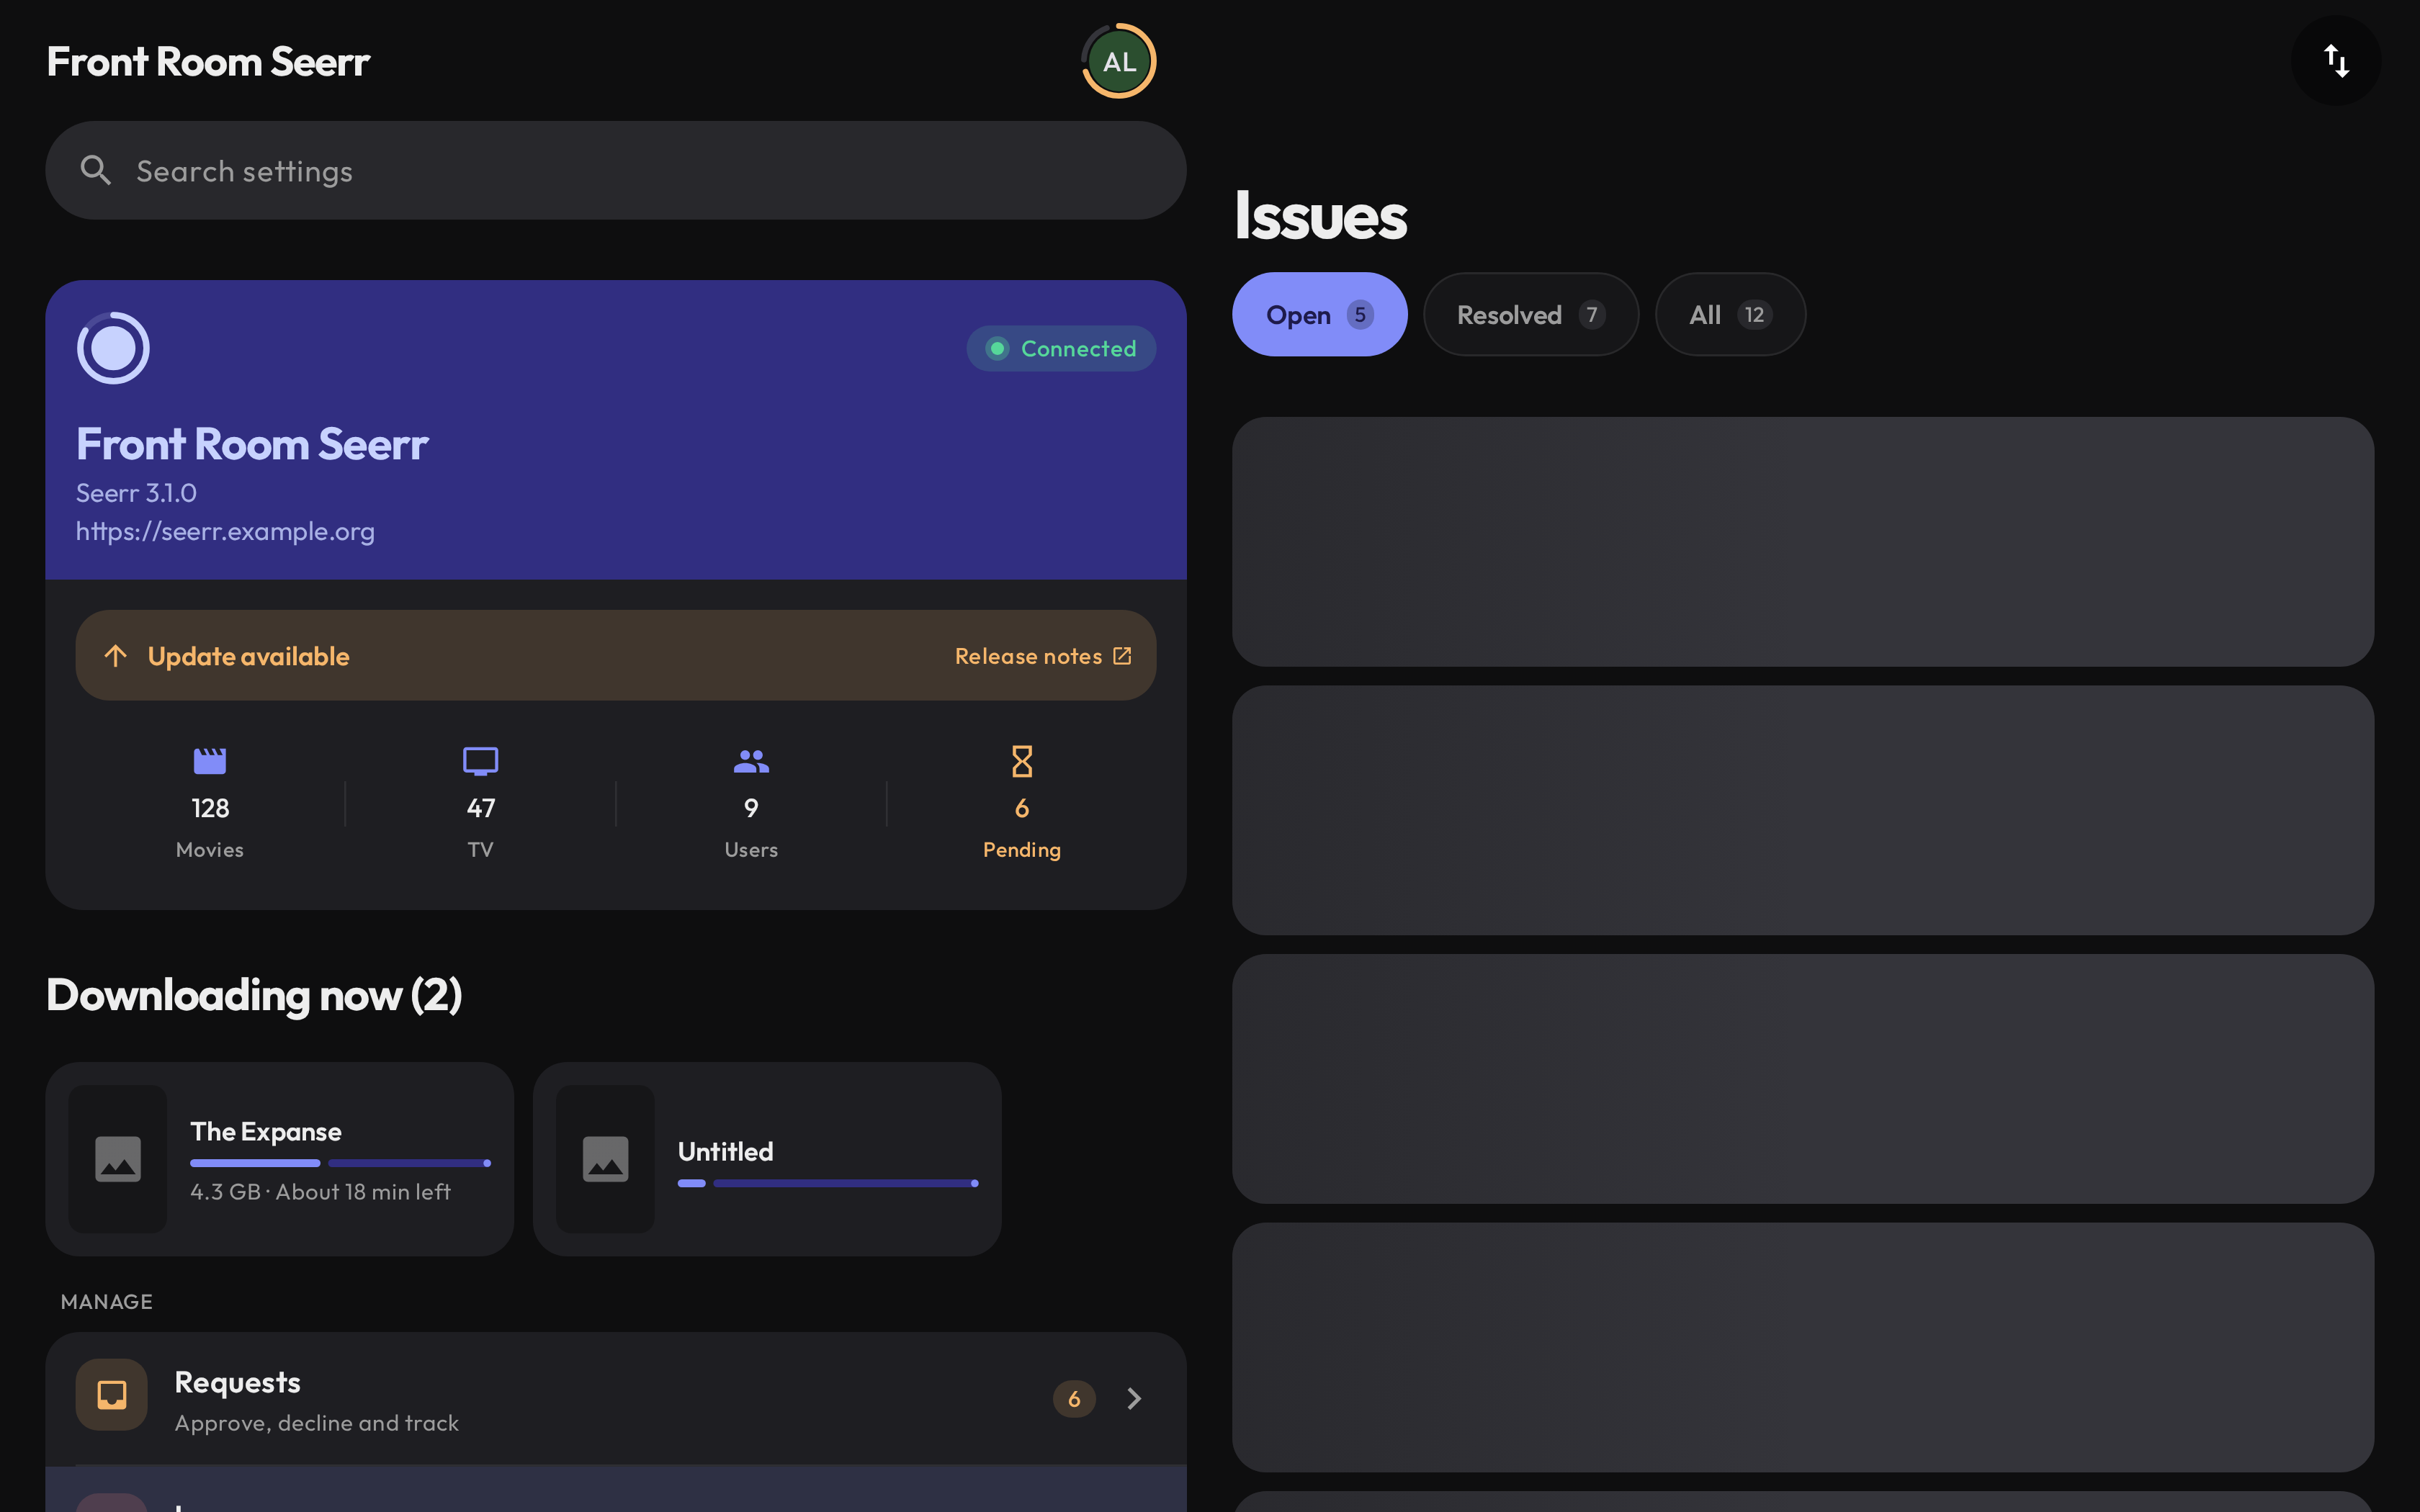 Front Room Seerr
AL
Search settings
Connected
Front Room Seerr
Seerr 3.1.0
https://seerr.example.org
Update available
Release notes
128
Movies
47
TV
9
Users
6
Pending
Downloading now (2)
The Expanse
4.3 GB · About 18 min left
Untitled
MANAGE
Requests
Approve, decline and track
6
Issues
Open 5
Resolved 7
All 12